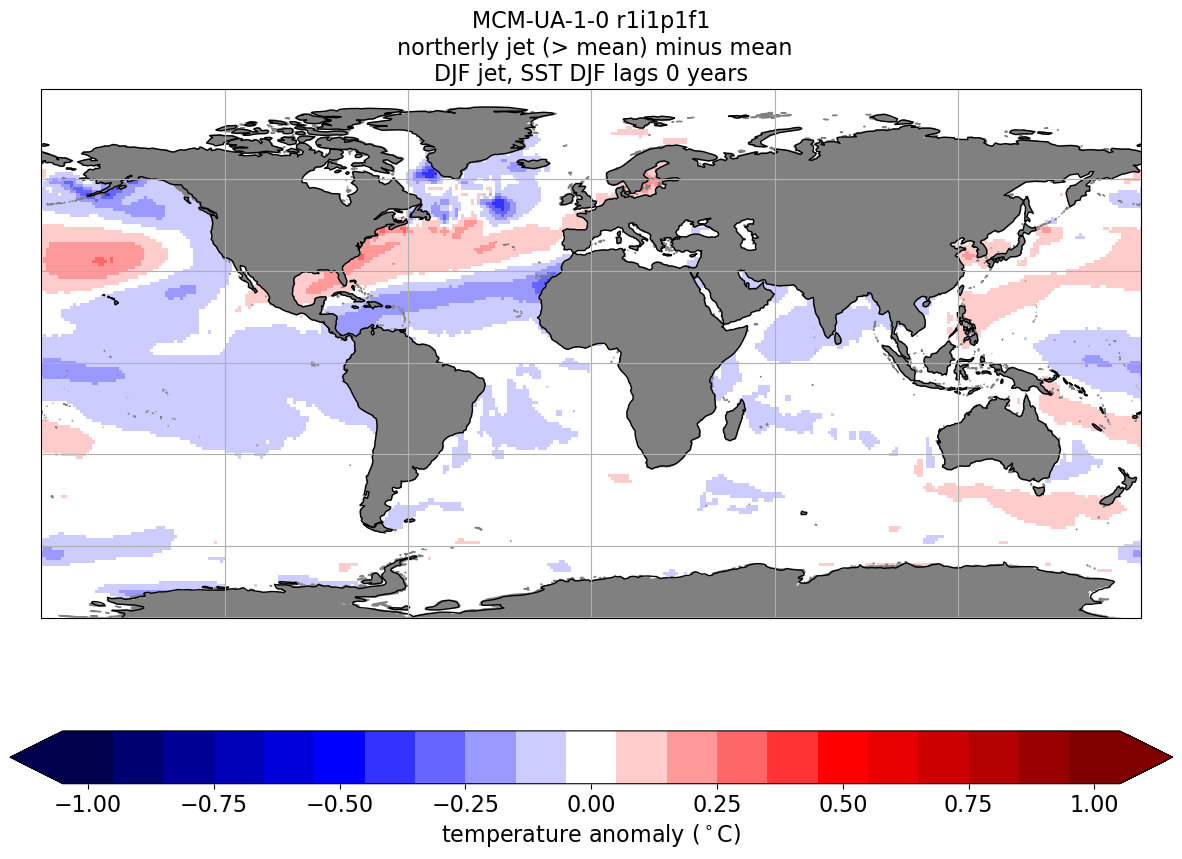 MCM-UA-1-0 r1i1p1f1
northerly jet (> mean) minus mean
DJF jet, SST DJF lags 0 years
−1.00 −0.75 −0.50 −0.25 0.00 0.25 0.50 0.75 1.00
temperature anomaly (°C)